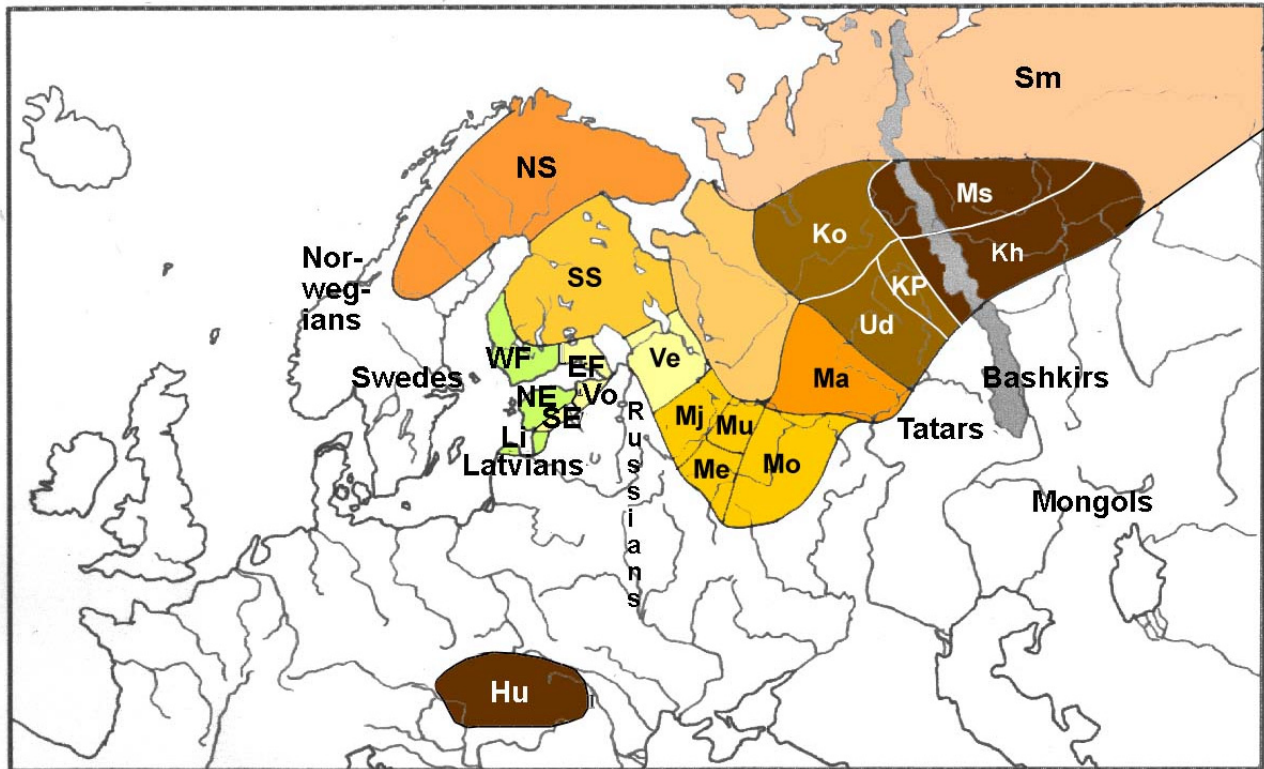 Sm
NS
Ms
Ko
Kh
Nor-
weg-
ians
SS
KP
Ud
WF
EF
Ve
Ma
Swedes
Bashkirs
NE
Vo
SE
Mj
Mu
Tatars
Li
Latvians
Me
Mo
Mongols
R
u
s
s
i
a
n
s
Hu